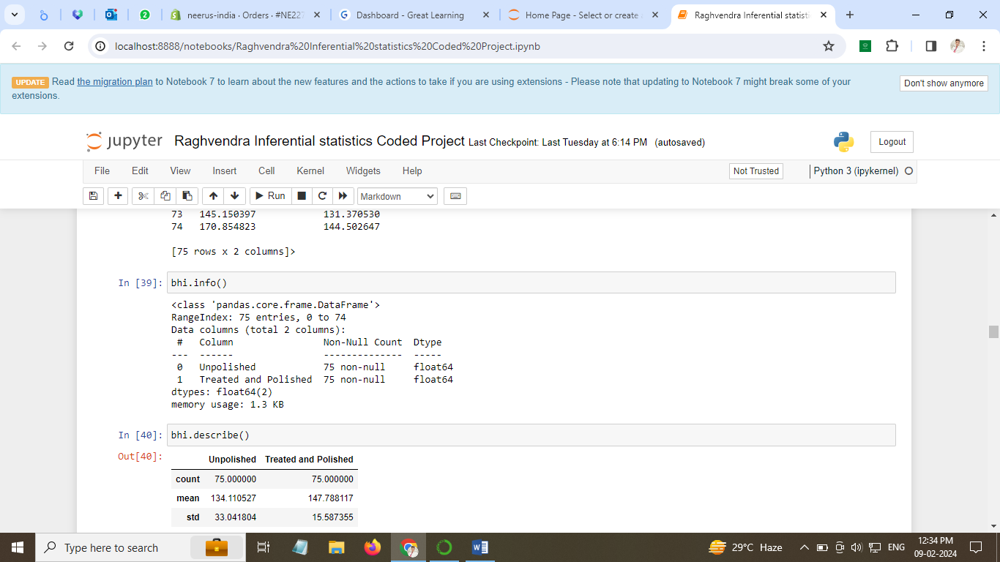 2
neerus-india · Orders · #NE227
Dashboard - Great Learning
Home Page - Select or create
Raghvendra Inferential statisti
localhost:8888/notebooks/Raghvendra%20Inferential%20statistics%20Coded%20Project.ipynb
UPDATE Read the migration plan to Notebook 7 to learn about the new features and the actions to take if you are using extensions - Please note that updating to Notebook 7 might break some of your
extensions.
Don't show anymore
jupyter Raghvendra Inferential statistics Coded Project Last Checkpoint: Last Tuesday at 6:14 PM (autosaved)
Logout
File Edit View Insert Cell Kernel Widgets Help
Not Trusted
Python 3 (ipykernel)
Run
Markdown
73 145.150397 131.370530
74 170.854823 144.502647
[75 rows x 2 columns]>
In [39]: bhi.info()
<class 'pandas.core.frame.DataFrame'>
RangeIndex: 75 entries, 0 to 74
Data columns (total 2 columns):
# Column Non-Null Count Dtype
--- ------ -------------- -----
0 Unpolished 75 non-null float64
1 Treated and Polished 75 non-null float64
dtypes: float64(2)
memory usage: 1.3 KB
In [40]: bhi.describe()
Out[40]:
Unpolished Treated and Polished
count 75.000000 75.000000
mean 134.110527 147.788117
std 33.041804 15.587355
Type here to search
29°C Haze
ENG
12:34 PM
09-02-2024